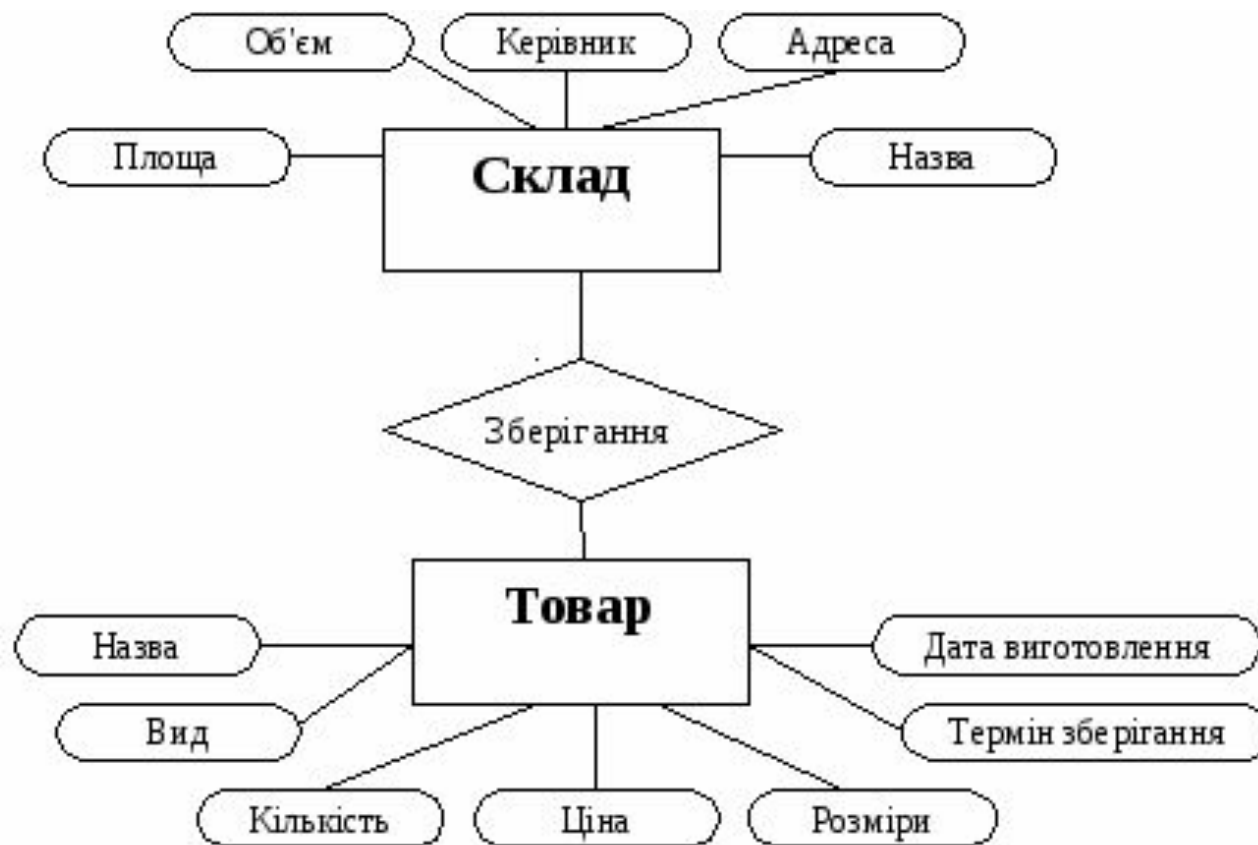 Об'єм
Керівник
Адреса
Площа
Склад
Назва
Зберігання
Товар
Назва
Дата виготовлення
Вид
Термін зберігання
Кількість
Ціна
Розміри